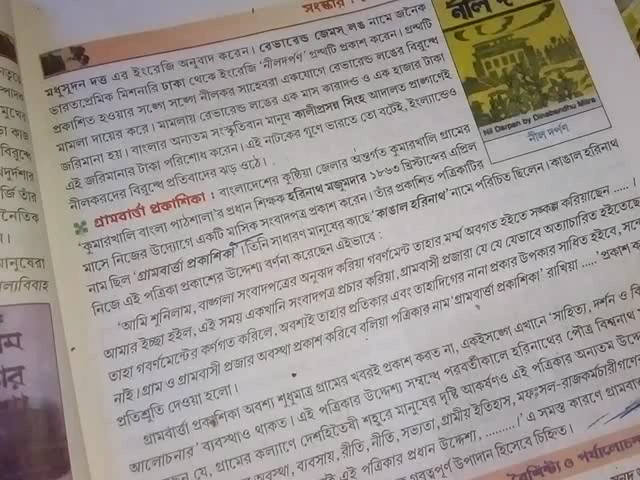 সংস্কার
মধুসূদন দত্ত এর ইংরেজি অনুবাদ করেন। রেভারেন্ড জেমস্ লঙ নামে জনৈক
ভারতপ্রেমিক মিশনারি ঢাকা থেকে ইংরেজি 'নীলদর্পণ' গ্রন্থটি প্রকাশ করেন। গ্রন্থটি
প্রকাশিত হওয়ার সঙ্গে সঙ্গে নীলকর সাহেবরা একযোগে রেভারেন্ড লঙের বিরুদ্ধে
মামলা দায়ের করে। মামলায় রেভারেন্ড লঙের এক মাস কারাদণ্ড ও এক হাজার টাকা
জরিমানা হয়। বাংলার অন্যতম সংস্কৃতিবান মানুষ কালীপ্রসন্ন সিংহ আদালত প্রাঙ্গণেই
এই জরিমানার টাকা পরিশোধ করেন। এই নাটকের গুণে ভারতে তো বটেই, ইংল্যান্ডেও
নীলকরদের বিরুদ্ধে প্রতিবাদের ঝড় ওঠে।
নীল দ
Nil Darpan by Dinabandhu Mitra
নীল দর্পণ
গ্রামবার্ত্তা প্রকাশিকা : বাংলাদেশের কুষ্টিয়া জেলার অন্তর্গত কুমারখালি গ্রামের
'কুমারখালি বাংলা পাঠশালা'র প্রধান শিক্ষক হরিনাথ মজুমদার ১৮৬৩ খ্রিস্টাব্দের এপ্রিল
মাসে নিজের উদ্যোগে একটি মাসিক সংবাদপত্র প্রকাশ করেন। তাঁর প্রকাশিত পত্রিকাটির
নাম ছিল 'গ্রামবার্ত্তা প্রকাশিকা'। তিনি সাধারণ মানুষের কাছে 'কাঙাল হরিনাথ' নামে পরিচিত ছিলেন। কাঙাল হরিনাথ
নিজে এই পত্রিকা প্রকাশের উদ্দেশ্য বর্ণনা করেছেন এইভাবে :
'আমি শুনিলাম, বাঙ্গলা সংবাদপত্রের অনুবাদ করিয়া গবর্ণমেন্ট তাহার মর্ম্ম অবগত হইতে সঙ্কল্প করিয়াছেন ..... ।
আমার ইচ্ছা হইল, এই সময় একখানি সংবাদপত্র প্রচার করিয়া, গ্রামবাসী প্রজারা যে যে যেভাবে অত্যাচারিত হইতেছে
তাহা গবর্ণমেন্টের কর্ণগত করিলে, অবশ্যই তাহার প্রতিকার এবং তাহাদিগের নানা প্রকার উপকার সাধিত হইবে,
নাই। গ্রাম ও গ্রামবাসী প্রজার অবস্থা প্রকাশ করিবে বলিয়া পত্রিকার নাম 'গ্রামবার্ত্তা প্রকাশিকা' রাখিয়া .....'
প্রতিশ্রুতি দেওয়া হলো।
গ্রামবার্ত্তা প্রকাশিকা অবশ্য শুধুমাত্র গ্রামের খবরই প্রকাশ করত না, একইসঙ্গে এখানে 'সাহিত্য, দর্শন ও
আলোচনার' ব্যবস্থাও থাকত। এই পত্রিকার উদ্দেশ্য সম্বন্ধে পরবর্তীকালে হরিনাথের পৌত্র বিশ্বনাথ
যে, গ্রামের কল্যাণে দেশহিতৈষী শহুরে মানুষের দৃষ্টি আকর্ষণও এই পত্রিকার অন্যতম
অবস্থা, ব্যবসায়, রীতি, নীতি, সভ্যতা, গ্রামীয় ইতিহাস, মফঃসল-রাজকর্মচারীগণের
এই পত্রিকার প্রধান উদ্দেশ্য, ........।' এ সমস্ত কারণে গ্রামবার্ত্তা
উপাদান হিসেবে চিহ্নিত।
বৈশিষ্ট্য ও পর্যালোচনা